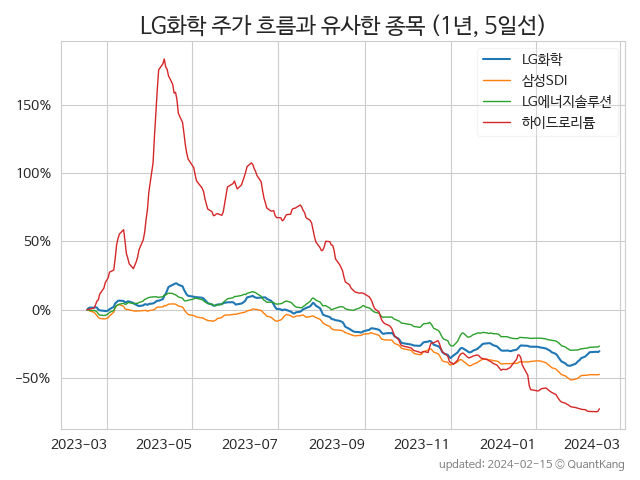 LG화학 주가 흐름과 유사한 종목 (1년, 5일선)
LG화학
삼성SDI
LG에너지솔루션
하이드로리튬
150%
100%
50%
0%
−50%
2023-03 2023-05 2023-07 2023-09 2023-11 2024-01 2024-03
updated: 2024-02-15 © QuantKang